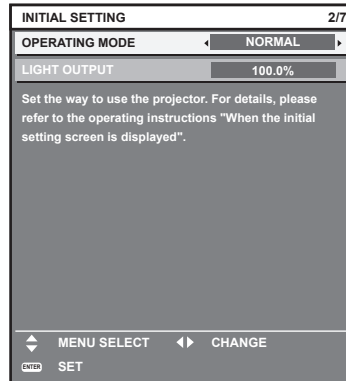 INITIAL SETTING 2/7
OPERATING MODE NORMAL
LIGHT OUTPUT 100.0%
Set the way to use the projector. For details, please
refer to the operating instructions "When the initial
setting screen is displayed".
MENU SELECT CHANGE
ENTER SET